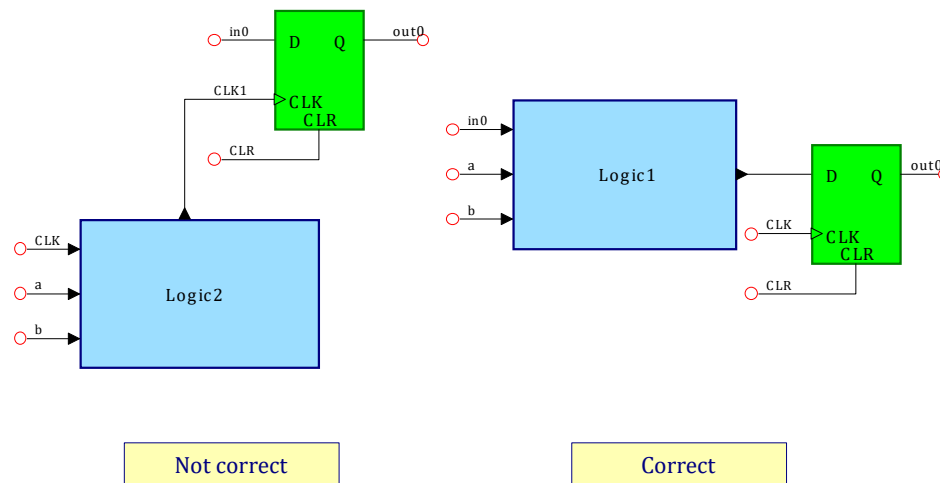 in0
D
Q
out0
CLK1
CLK
CLR
CLR
CLK
a
b
Logic2
Not correct
in0
a
b
Logic1
D
Q
out0
CLK
CLK
CLR
CLR
Correct